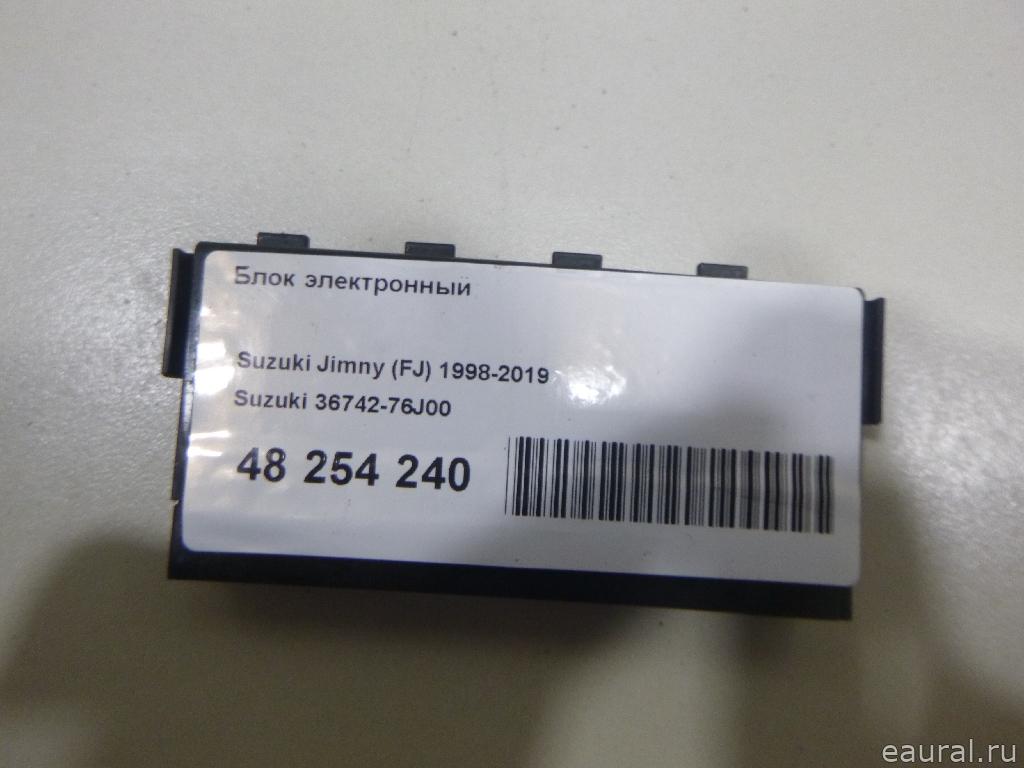 Блок электронный
Suzuki Jimny (FJ) 1998-2019
Suzuki 36742-76J00
48 254 240
eaural.ru